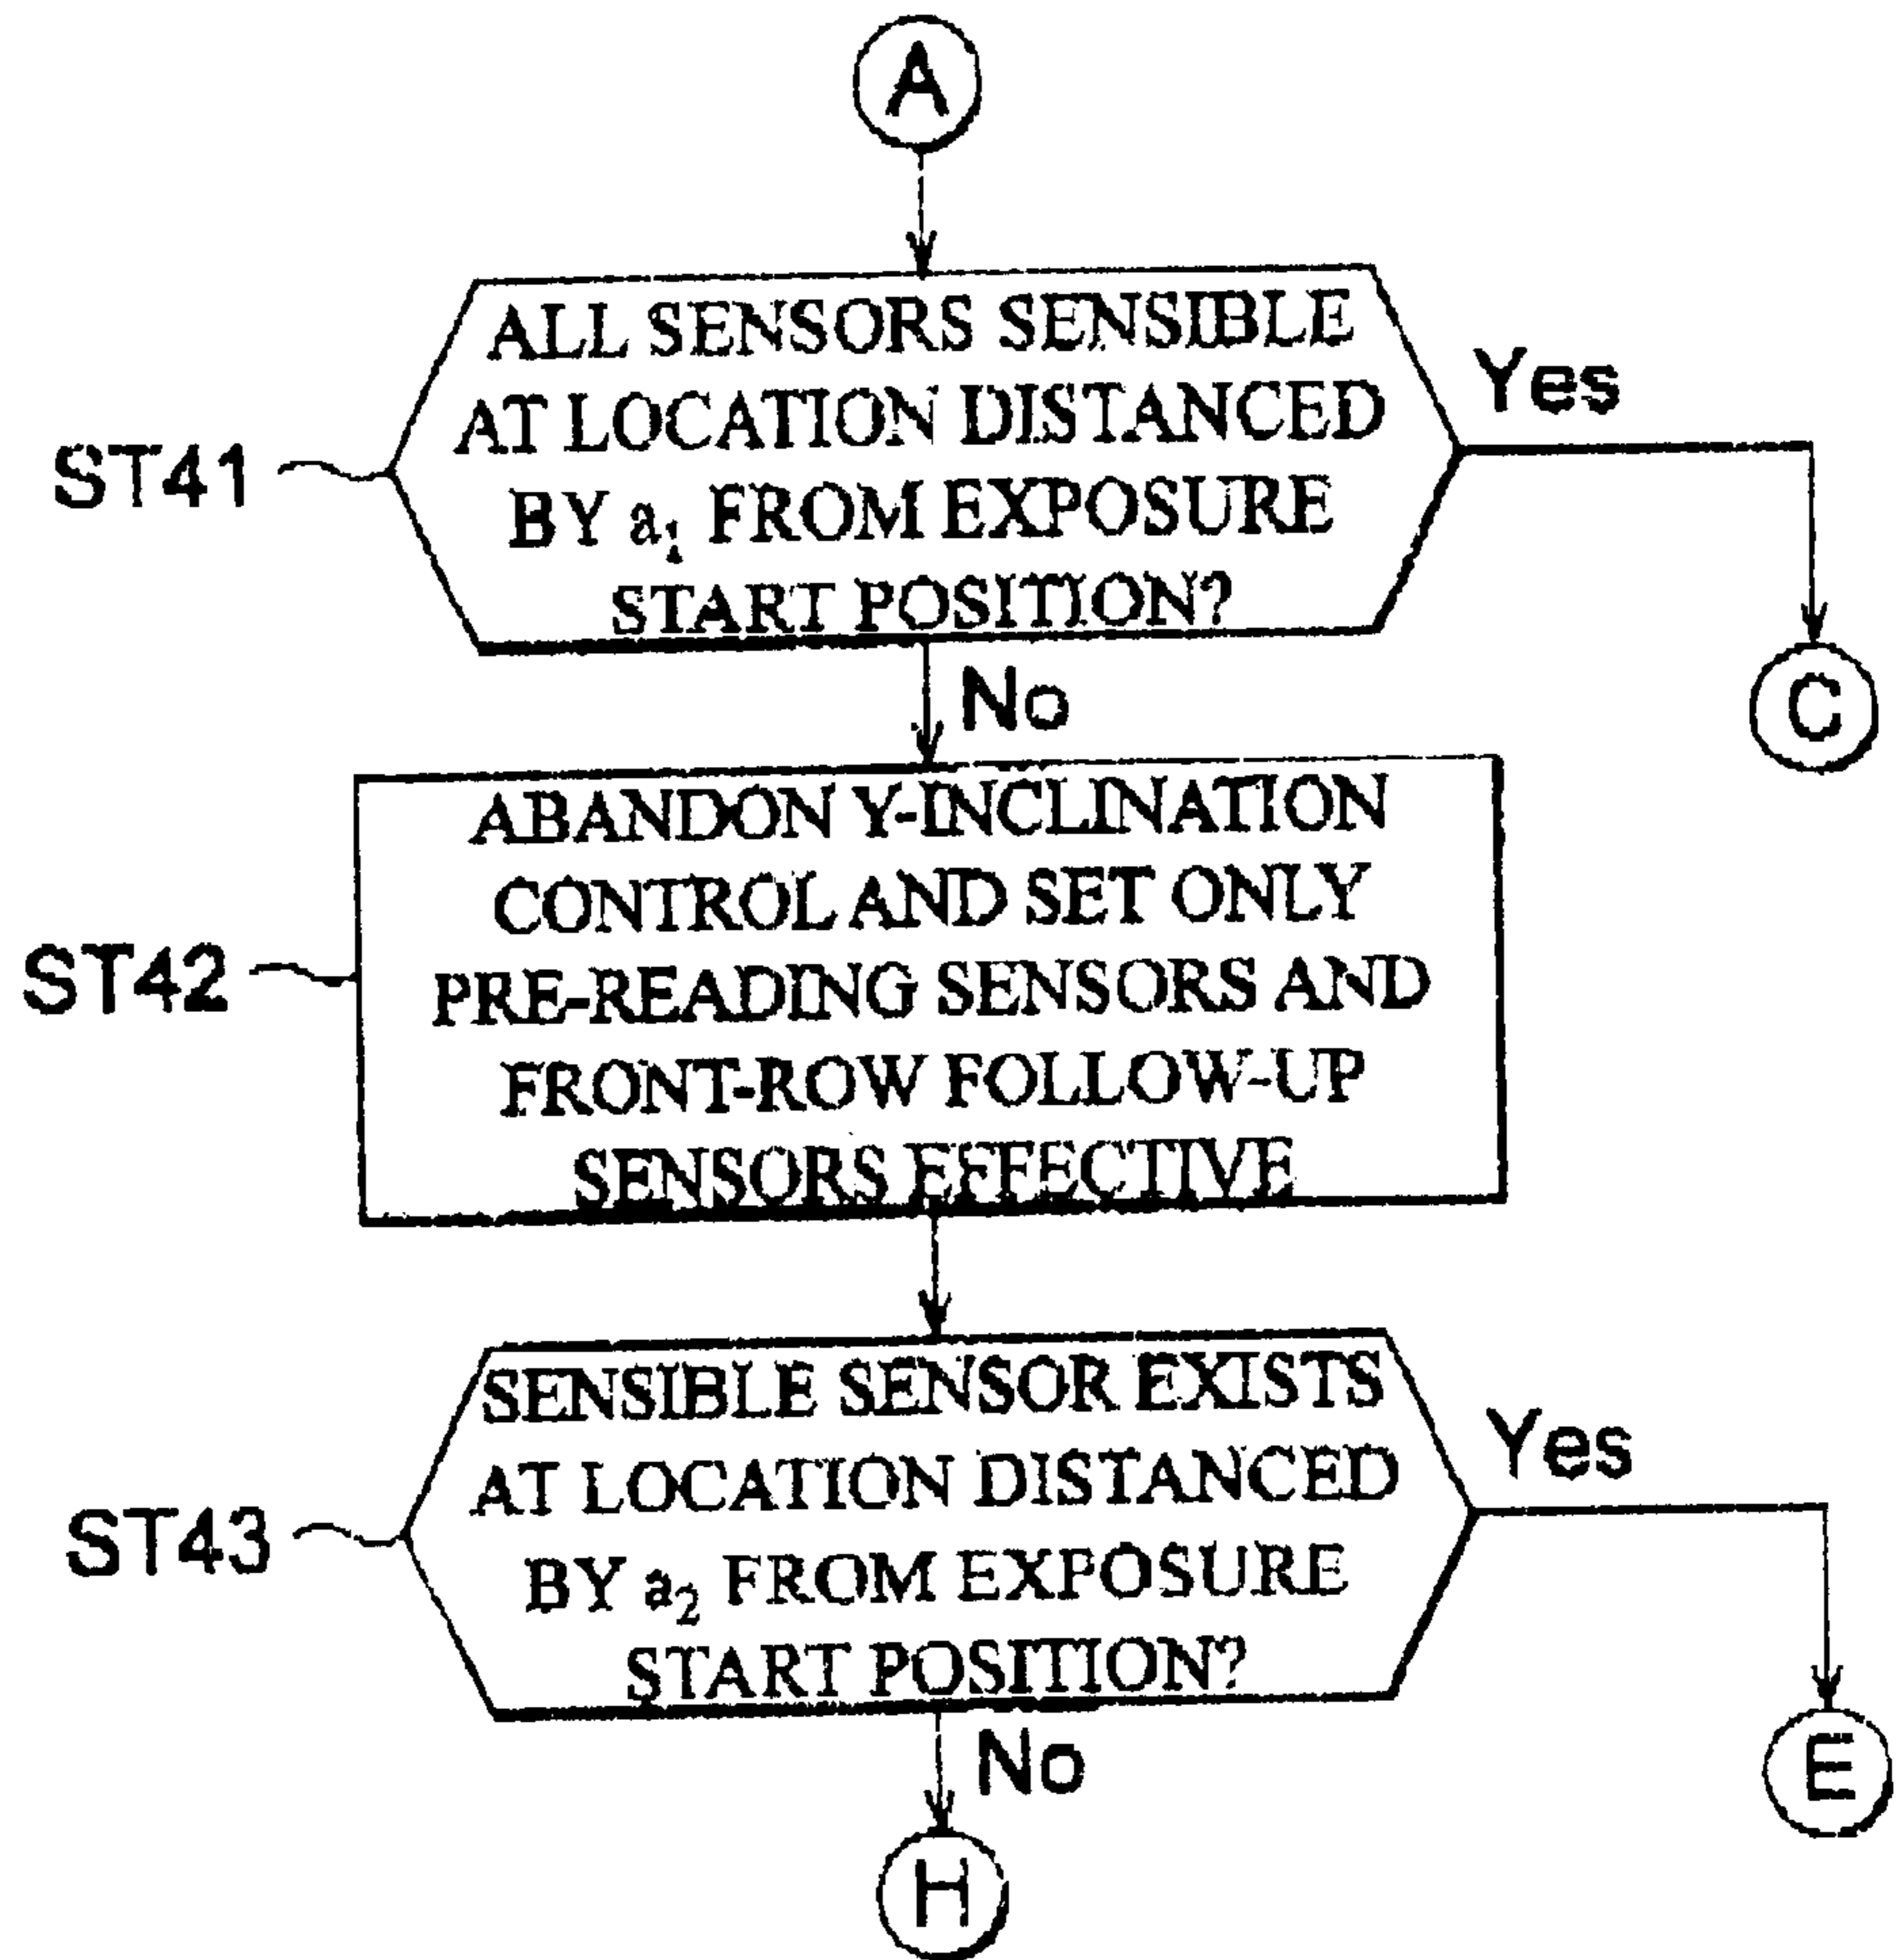 A
ALL SENSORS SENSIBLE
AT LOCATION DISTANCED
BY a₁ FROM EXPOSURE
START POSITION?
ST41
Yes
C
No
ABANDON Y-INCLINATION
CONTROL AND SET ONLY
PRE-READING SENSORS AND
FRONT-ROW FOLLOW-UP
SENSORS EFFECTIVE
ST42
SENSIBLE SENSOR EXISTS
AT LOCATION DISTANCED
BY a₂ FROM EXPOSURE
START POSITION?
ST43
Yes
E
No
H